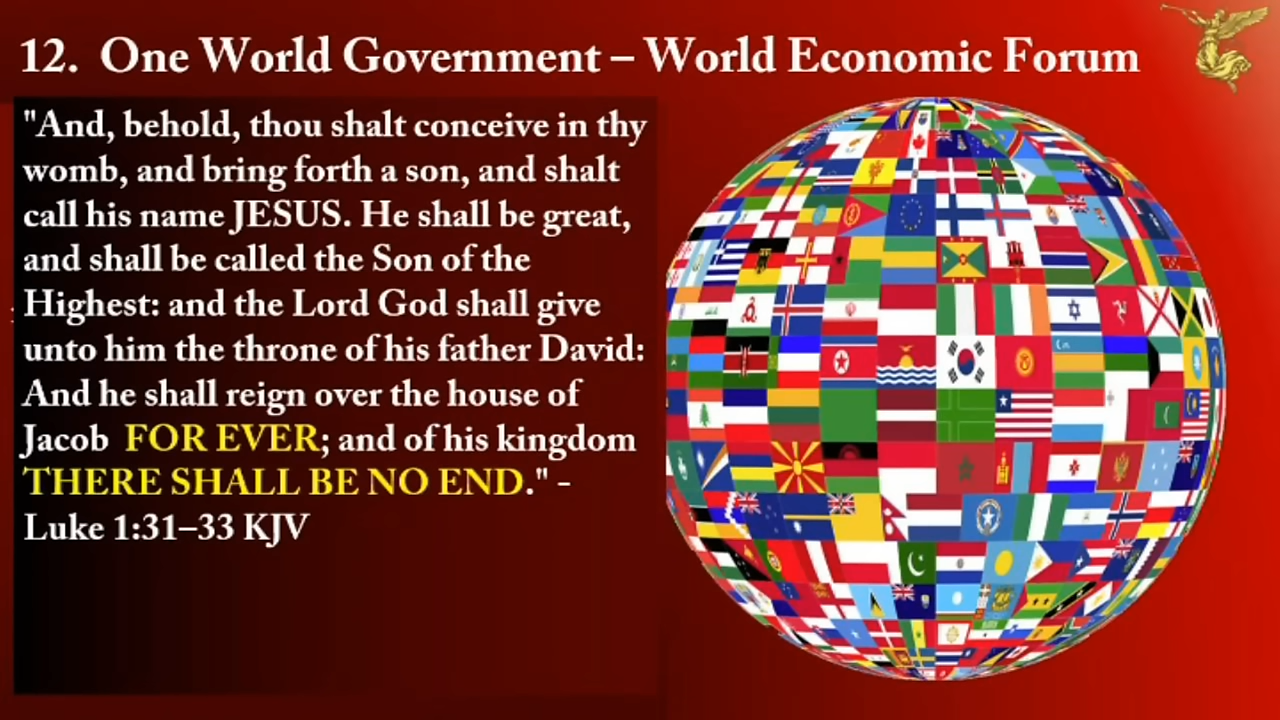 12. One World Government – World Economic Forum
"And, behold, thou shalt conceive in thy
womb, and bring forth a son, and shalt
call his name JESUS. He shall be great,
and shall be called the Son of the
Highest: and the Lord God shall give
unto him the throne of his father David:
And he shall reign over the house of
Jacob FOR EVER; and of his kingdom
THERE SHALL BE NO END." -
Luke 1:31–33 KJV